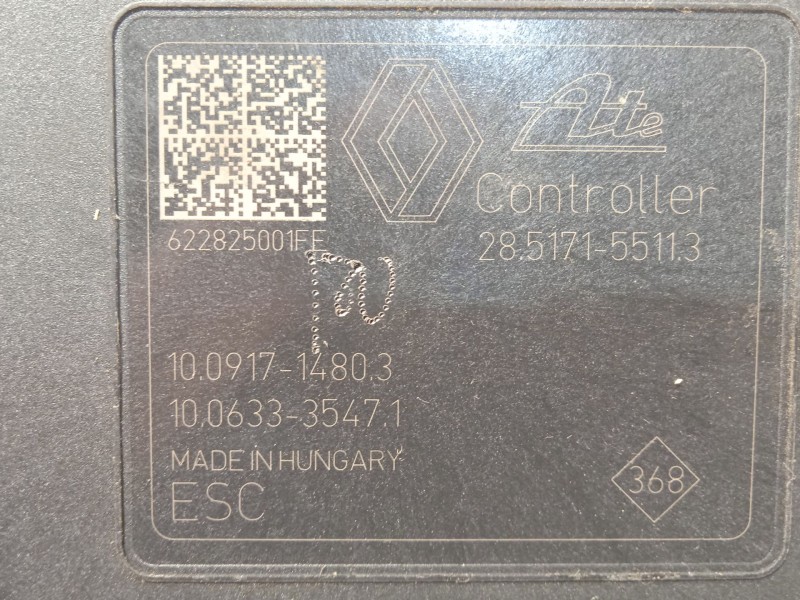 Ate
Controller
622825001FE
28.5171-5511.3
10.0917-1480.3
10.0633-3547.1
MADE IN HUNGARY
ESC
368